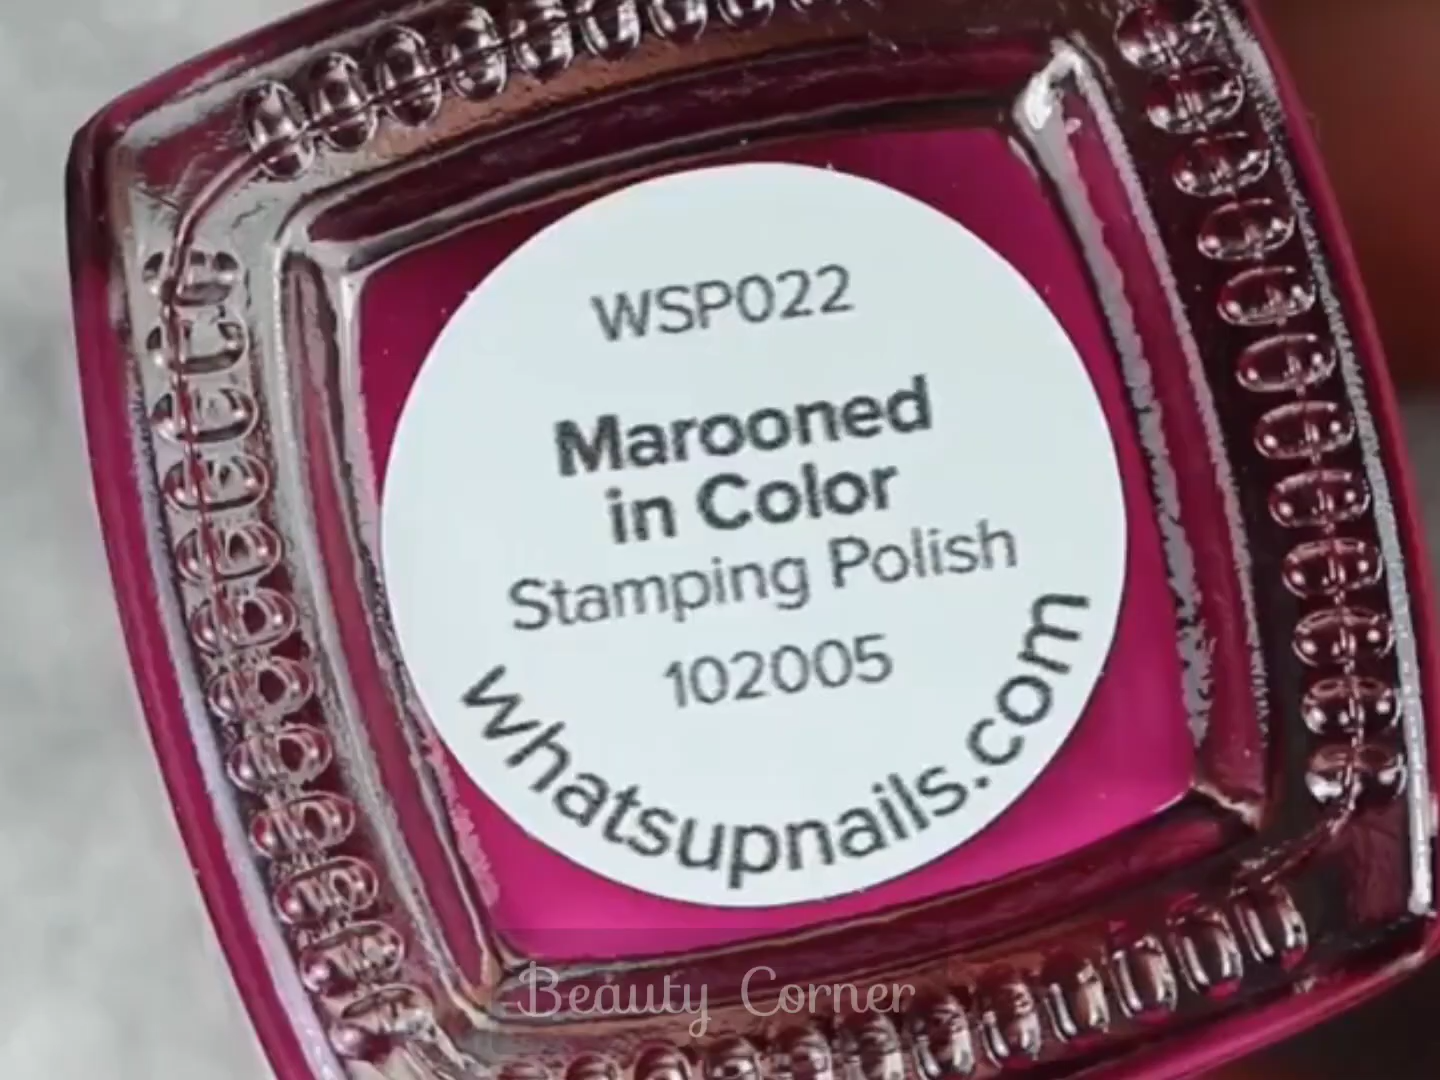 WSP022
Marooned
in Color
Stamping Polish
102005
whatsupnails.com
Beauty Corner